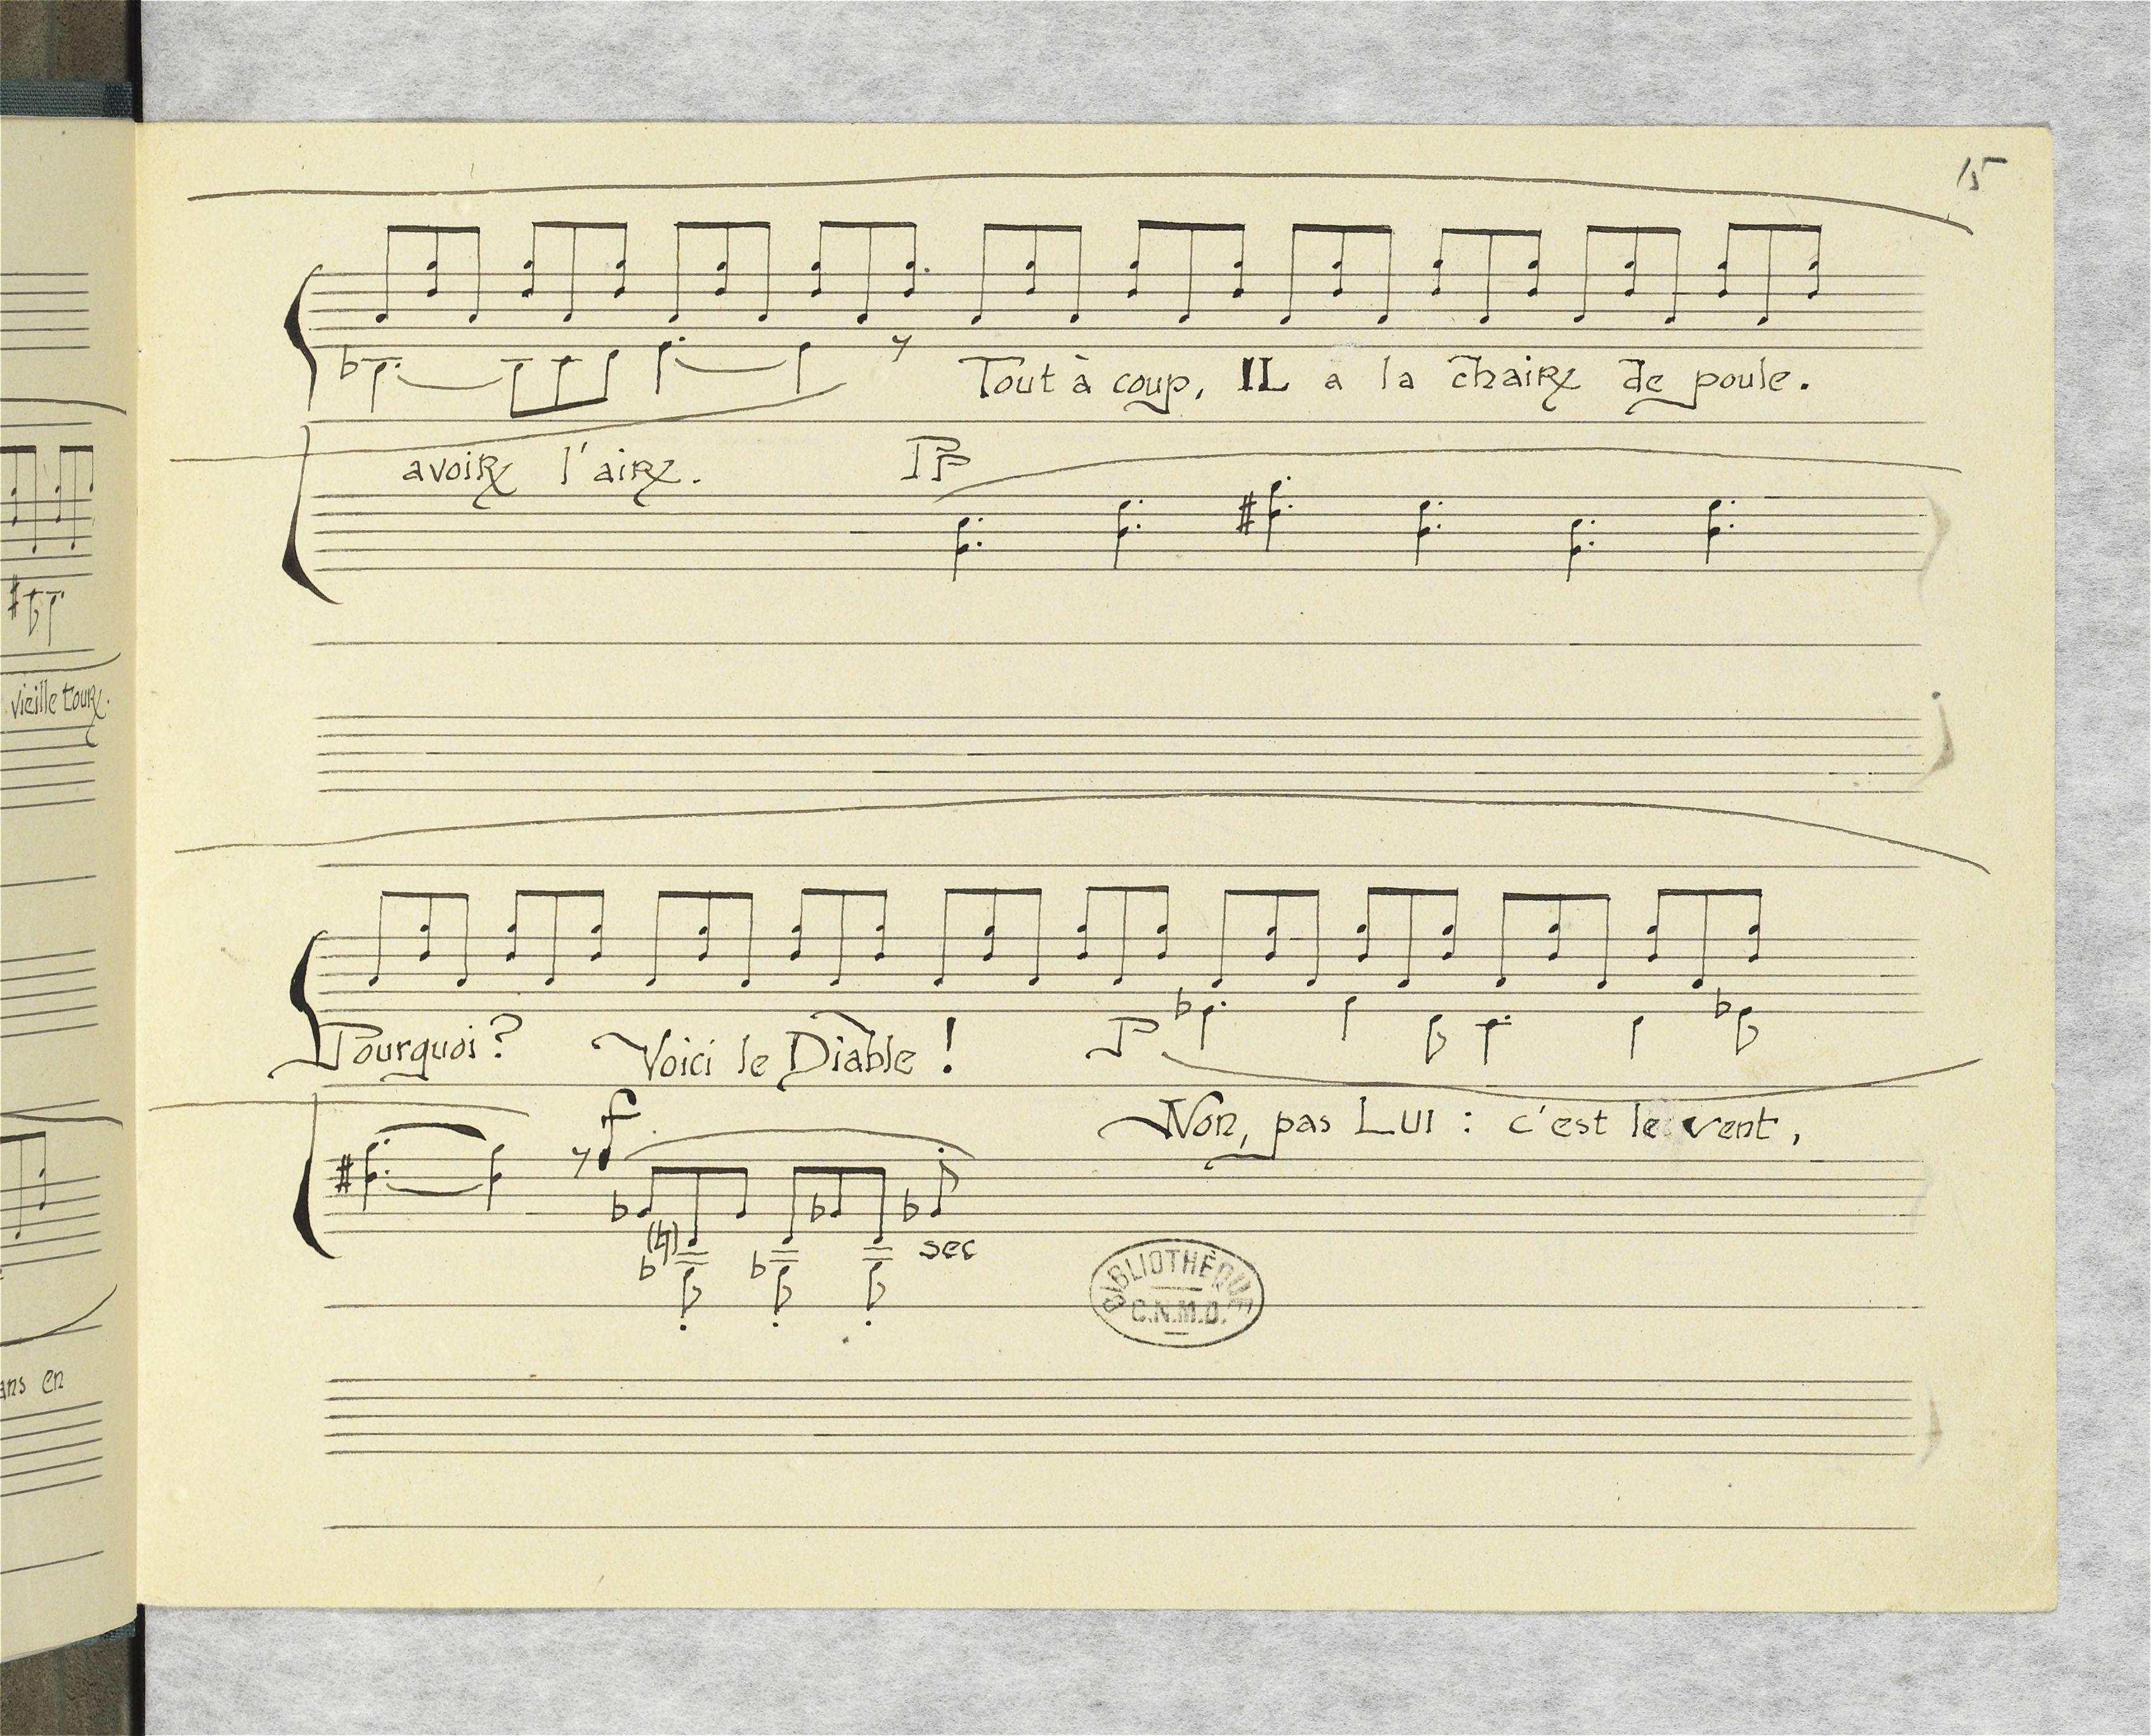 15
vieille tour.
ans en
Tout à coup, IL a la chair de poule.
avoir l'air.
PP
Pourquoi? Voici le Diable!
P
f
Non, pas LUI: c'est le vent,
sec
BIBLIOTHÈQUE
C.N.M.D.